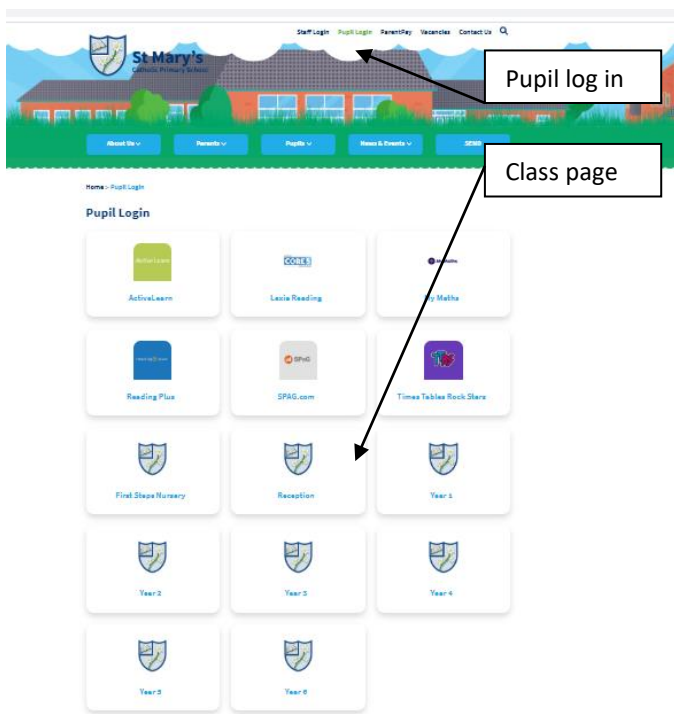 Staff Login Pupil Login ParentPay Vacancies Contact Us
Pupil log in
St Mary's
Catholic Primary School
About Us Parents Pupils News & Events SEND
Class page
Home > Pupil Login
Pupil Login
ActiveLearn
CORE5
ActiveLearn Lexia Reading My Maths
SPaG
Reading Plus SPAG.com Times Tables Rock Stars
First Steps Nursery Reception Year 1
Year 2 Year 3 Year 4
Year 5 Year 6